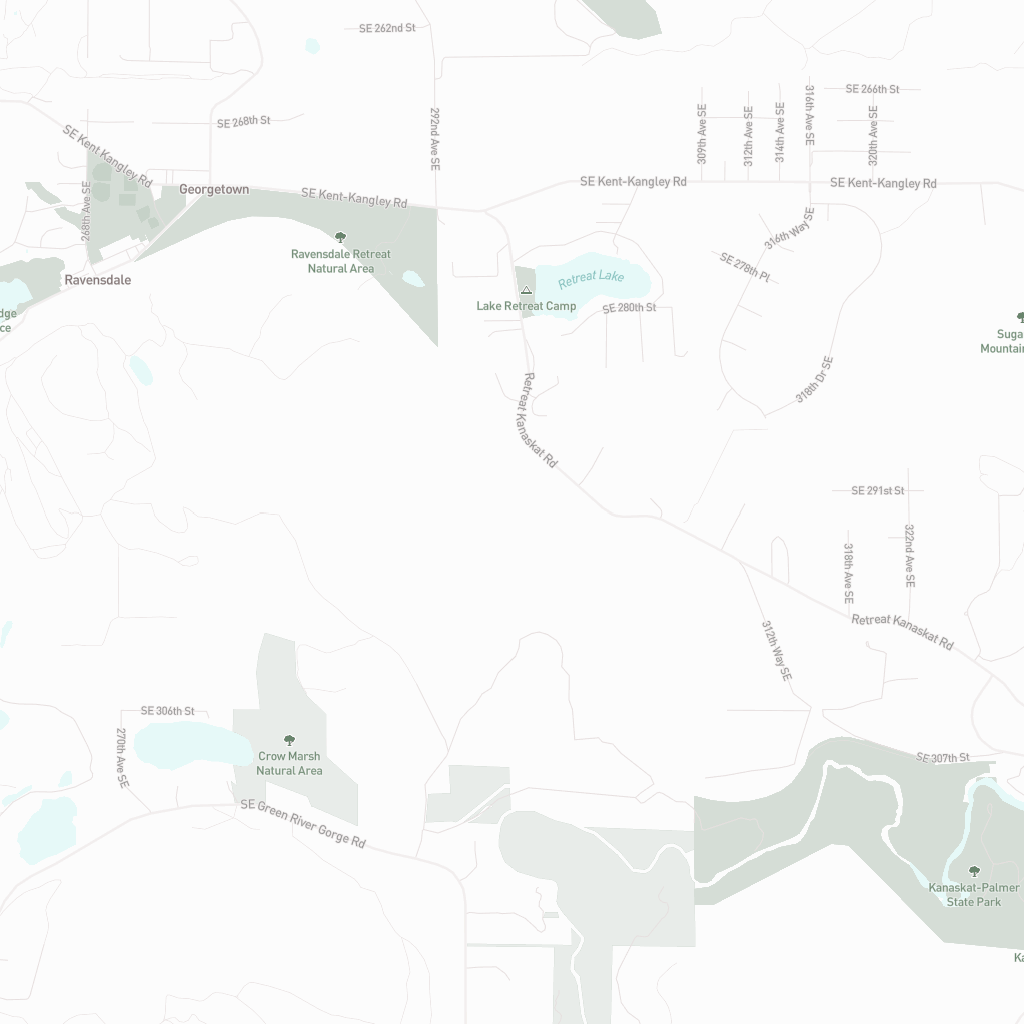 SE 262nd St
SE 266th St
316th Ave SE
309th Ave SE
312th Ave SE
314th Ave SE
320th Ave SE
292nd Ave SE
SE 268th St
SE Kent-Kangley Rd
Georgetown
SE Kent-Kangley Rd
SE Kent-Kangley Rd
SE Kent-Kangley Rd
268th Ave SE
316th Way SE
Ravensdale Retreat
Natural Area
SE 278th Pl
Ravensdale
Retreat Lake
Lake Retreat Camp
SE 280th St
dge
ce
Suga
Mountain
318th Dr SE
Retreat Kanaskat Rd
SE 291st St
318th Ave SE
322nd Ave SE
312th Way SE
Retreat Kanaskat Rd
SE 306th St
270th Ave SE
Crow Marsh
Natural Area
SE 307th St
SE Green River Gorge Rd
Kanaskat-Palmer
State Park
Ka